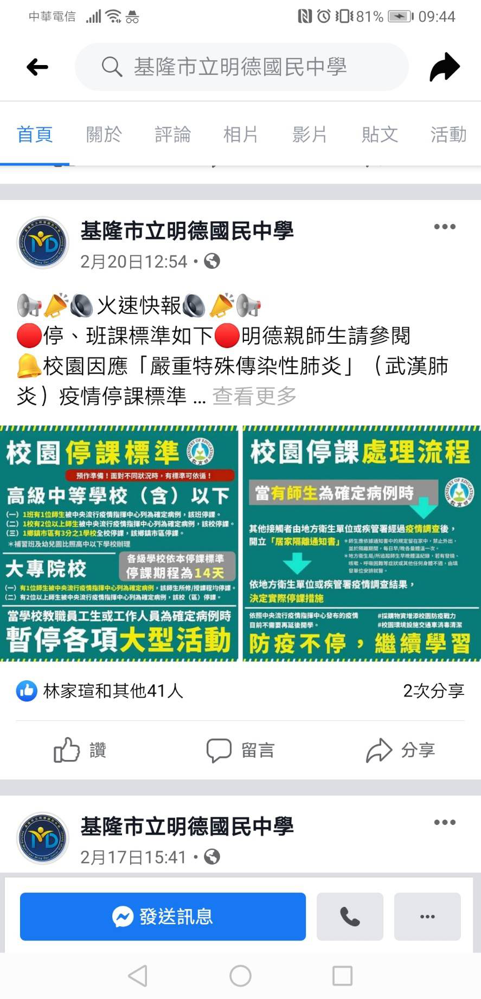 中華電信 81% 09:44
基隆市立明德國民中學
首頁 關於 評論 相片 影片 貼文 活動
基隆市立明德國民中學
2月20日12:54
火速快報
停、班課標準如下 明德親師生請參閱
校園因應「嚴重特殊傳染性肺炎」（武漢肺
炎）疫情停課標準 ... 查看更多
校園停課標準
預作準備！面對不同狀況時，有標準可依循！
高級中等學校（含）以下
（一）1班有1位師生被中央流行疫情指揮中心列為確定病例，該班停課。
（二）1校有2位以上師生被中央流行疫情指揮中心列為確定病例，該校停課。
（三）1鄉鎮市區有3分之1學校全校停課，該鄉鎮市區停課。
＊補習班及幼兒園比照高中以下學校辦理
大專院校
各級學校依本停課標準
停課期程為14天
（一）有1位師生被中央流行疫情指揮中心列為確定病例，該師生所修/授課程均停課。
（二）有2位以上師生被中央流行疫情指揮中心列為確定病例，該校（區）停課。
當學校教職員工生或工作人員為確定病例時
暫停各項大型活動
校園停課處理流程
當有師生為確定病例時
其他接觸者由地方衛生單位或疾管署經過疫情調查後，
開立「居家隔離通知書」
＊師生應依據通知書中的規定留在家中，禁止外出，
並於隔離期間，每日早/晚各量體溫一次。
＊地方衛生局/所追蹤師生早晚體溫紀錄，若有發燒、
咳嗽、呼吸困難等症狀或其他任何身體不適，由填
發單位安排就醫。
依地方衛生單位或疾管署疫情調查結果，
決定實際停課措施
依照中央流行疫情指揮中心發布的疫情
目前不需要再延後開學。
#採購物資增添校園防疫戰力
#校園環境設施交通車消毒清潔
防疫不停，繼續學習
林家瑄和其他41人 2次分享
讚 留言 分享
基隆市立明德國民中學
2月17日15:41
發送訊息